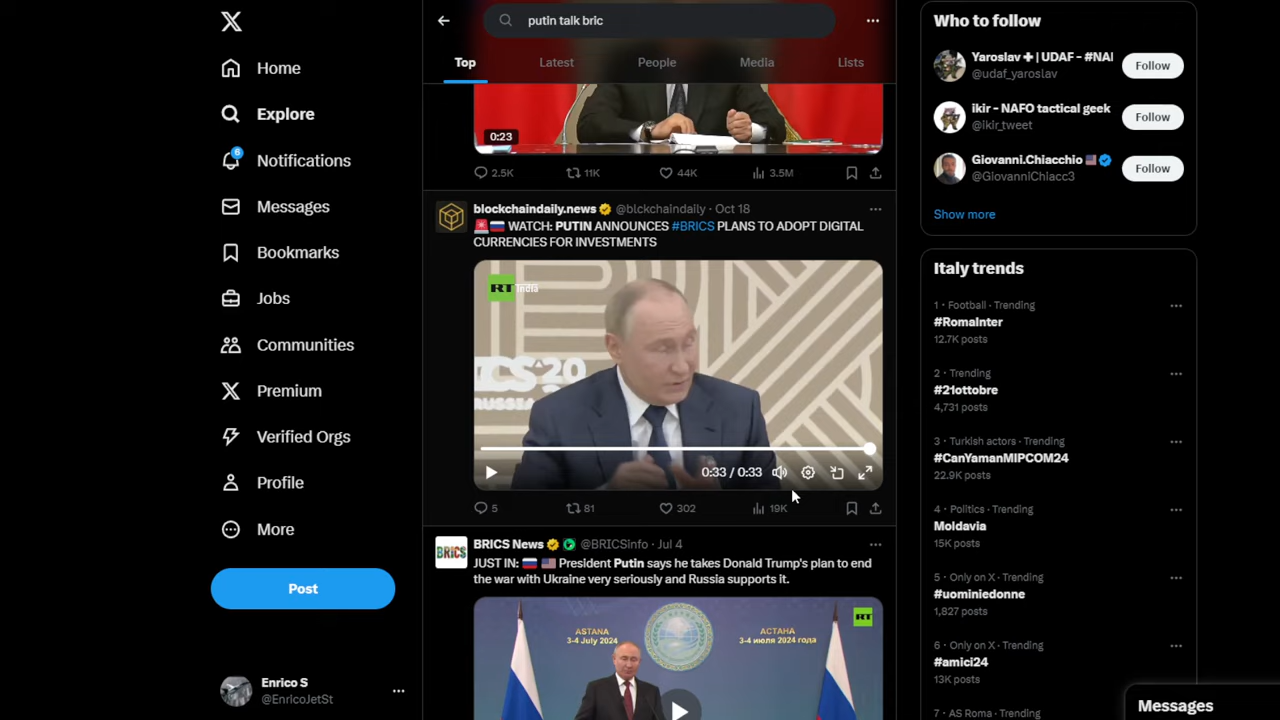 Home
Explore
6
Notifications
Messages
Bookmarks
Jobs
Communities
Premium
Verified Orgs
Profile
More
Post
Enrico S
@EnricoJetSt
putin talk bric
Top
Latest
People
Media
Lists
0:23
2.5K
11K
44K
3.5M
blockchaindaily.news @blckchaindaily · Oct 18
WATCH: PUTIN ANNOUNCES #BRICS PLANS TO ADOPT DIGITAL
CURRENCIES FOR INVESTMENTS
RT India
ICS 20
RUSSIA
0:33 / 0:33
5
81
302
19K
BRICS News @BRICSinfo · Jul 4
JUST IN: President Putin says he takes Donald Trump's plan to end
the war with Ukraine very seriously and Russia supports it.
RT
ASTANA
3-4 July 2024
АСТАНА
3-4 июля 2024 года
Who to follow
Yaroslav | UDAF - #NAI
@udaf_yaroslav
Follow
ikir - NAFO tactical geek
@ikir_tweet
Follow
Giovanni.Chiacchio
@GiovanniChiacc3
Follow
Show more
Italy trends
1 · Football · Trending
#RomaInter
12.7K posts
2 · Trending
#21ottobre
4,731 posts
3 · Turkish actors · Trending
#CanYamanMIPCOM24
22.9K posts
4 · Politics · Trending
Moldavia
15K posts
5 · Only on X · Trending
#uominiedonne
1,827 posts
6 · Only on X · Trending
#amici24
13K posts
7 · AS Roma · Trending
Messages